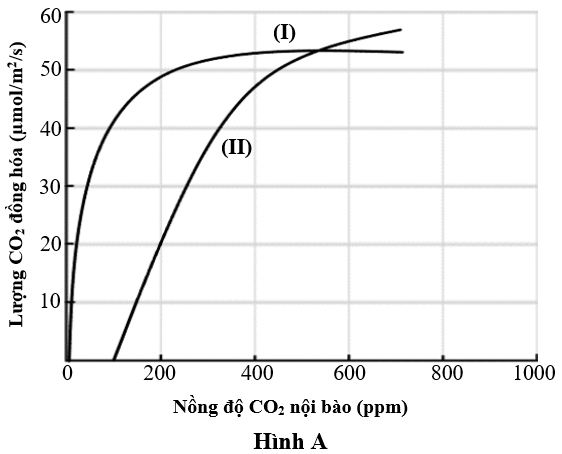 60
50
40
30
20
10
0
200
400
600
800
1000
(I)
(II)
Lượng CO₂ đồng hóa (µmol/m²/s)
Nồng độ CO₂ nội bào (ppm)
Hình A